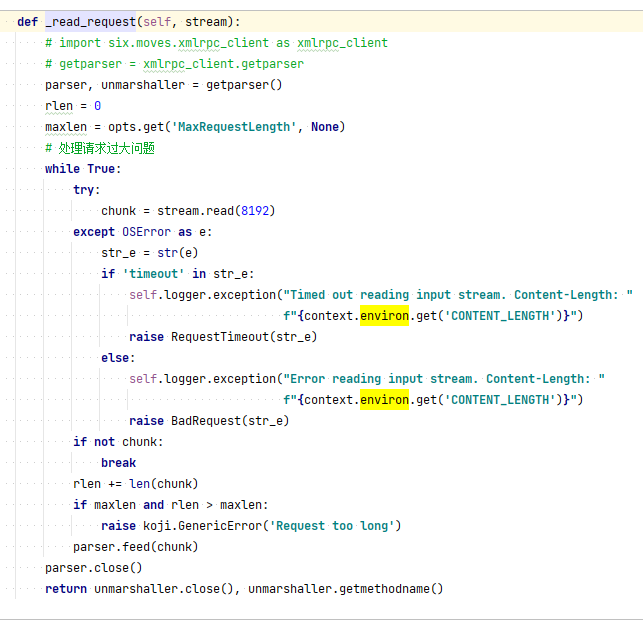 def _read_request(self, stream):
    # import six.moves.xmlrpc_client as xmlrpc_client
    # getparser = xmlrpc_client.getparser
    parser, unmarshaller = getparser()
    rlen = 0
    maxlen = opts.get('MaxRequestLength', None)
    # 处理请求过大问题
    while True:
        try:
            chunk = stream.read(8192)
        except OSError as e:
            str_e = str(e)
            if 'timeout' in str_e:
                self.logger.exception("Timed out reading input stream. Content-Length: "
                                      f"{context.environ.get('CONTENT_LENGTH')}")
                raise RequestTimeout(str_e)
            else:
                self.logger.exception("Error reading input stream. Content-Length: "
                                      f"{context.environ.get('CONTENT_LENGTH')}")
                raise BadRequest(str_e)
        if not chunk:
            break
        rlen += len(chunk)
        if maxlen and rlen > maxlen:
            raise koji.GenericError('Request too long')
        parser.feed(chunk)
    parser.close()
    return unmarshaller.close(), unmarshaller.getmethodname()